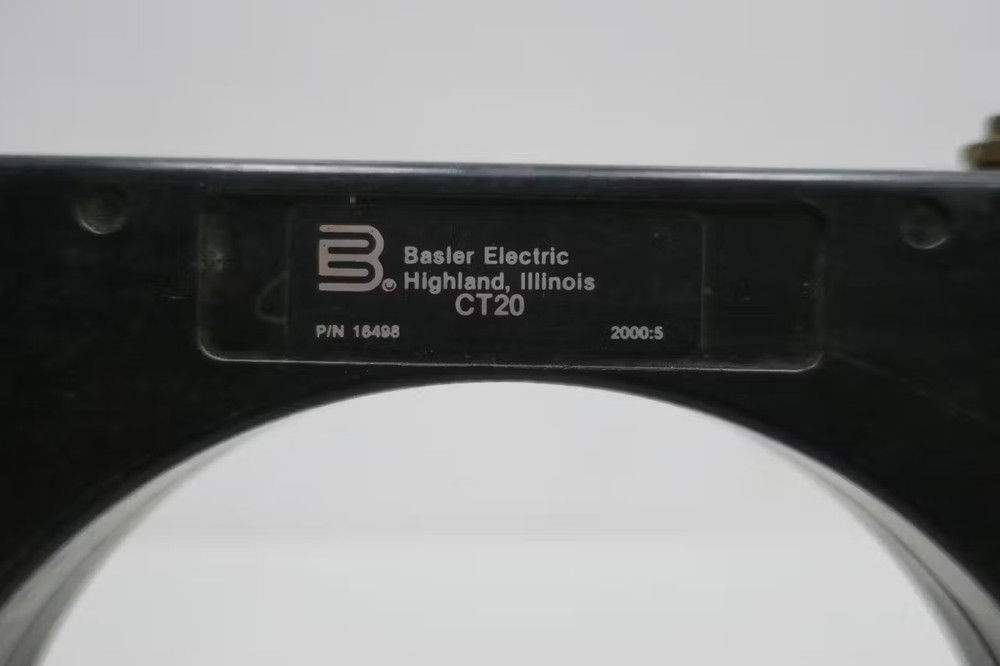 B
Basler Electric
Highland, Illinois
CT20
P/N 16498 2000:5